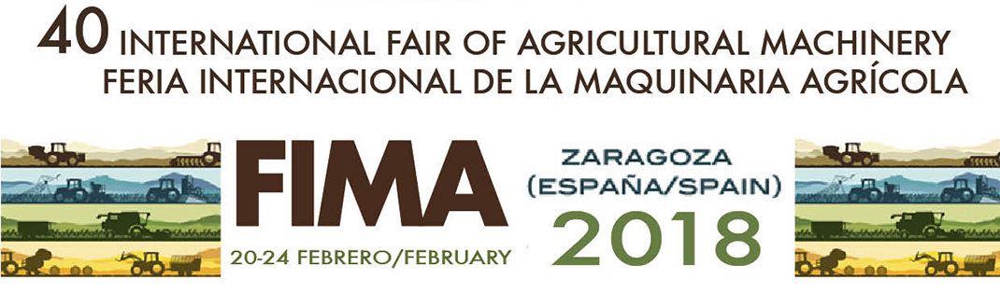 40 INTERNATIONAL FAIR OF AGRICULTURAL MACHINERY
FERIA INTERNACIONAL DE LA MAQUINARIA AGRÍCOLA
FIMA
20-24 FEBRERO/FEBRUARY
ZARAGOZA
(ESPAÑA/SPAIN)
2018